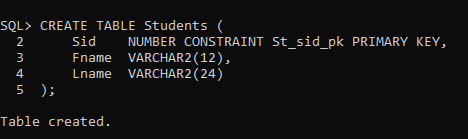 SQL> CREATE TABLE Students (
  2      Sid    NUMBER CONSTRAINT St_sid_pk PRIMARY KEY,
  3      Fname  VARCHAR2(12),
  4      Lname  VARCHAR2(24)
  5  );
Table created.